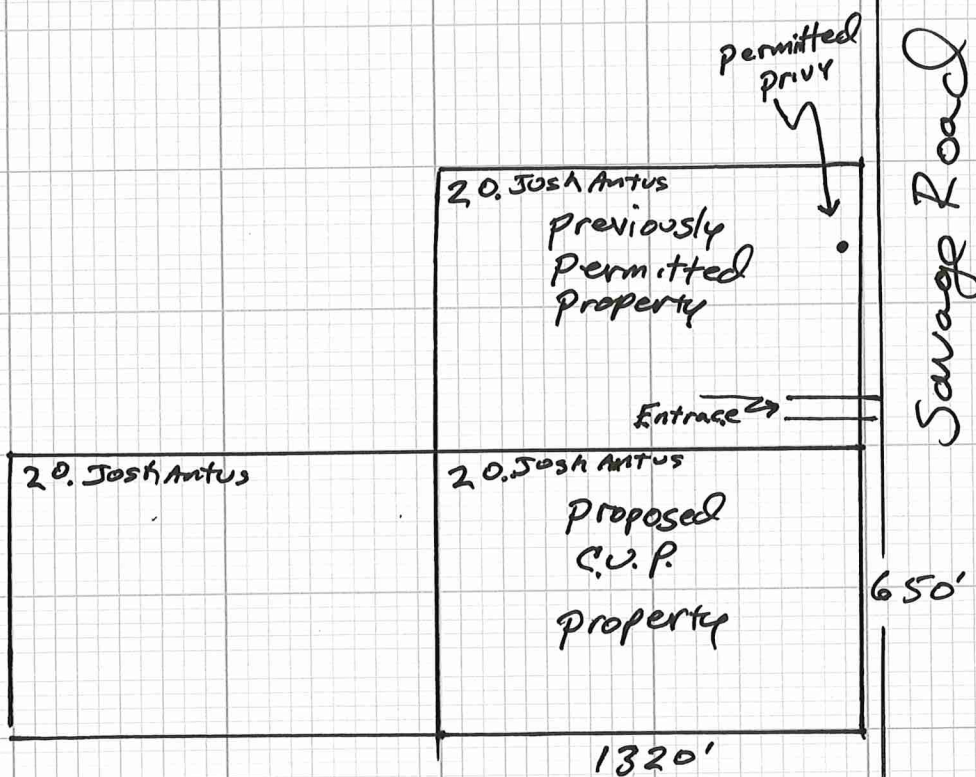 permitted
privy
Savage Road
20. Josh Antus
previously
permitted
property
Entrace
20. Josh Antus
20. Josh Antus
proposed
C.U.P.
property
650'
1320'